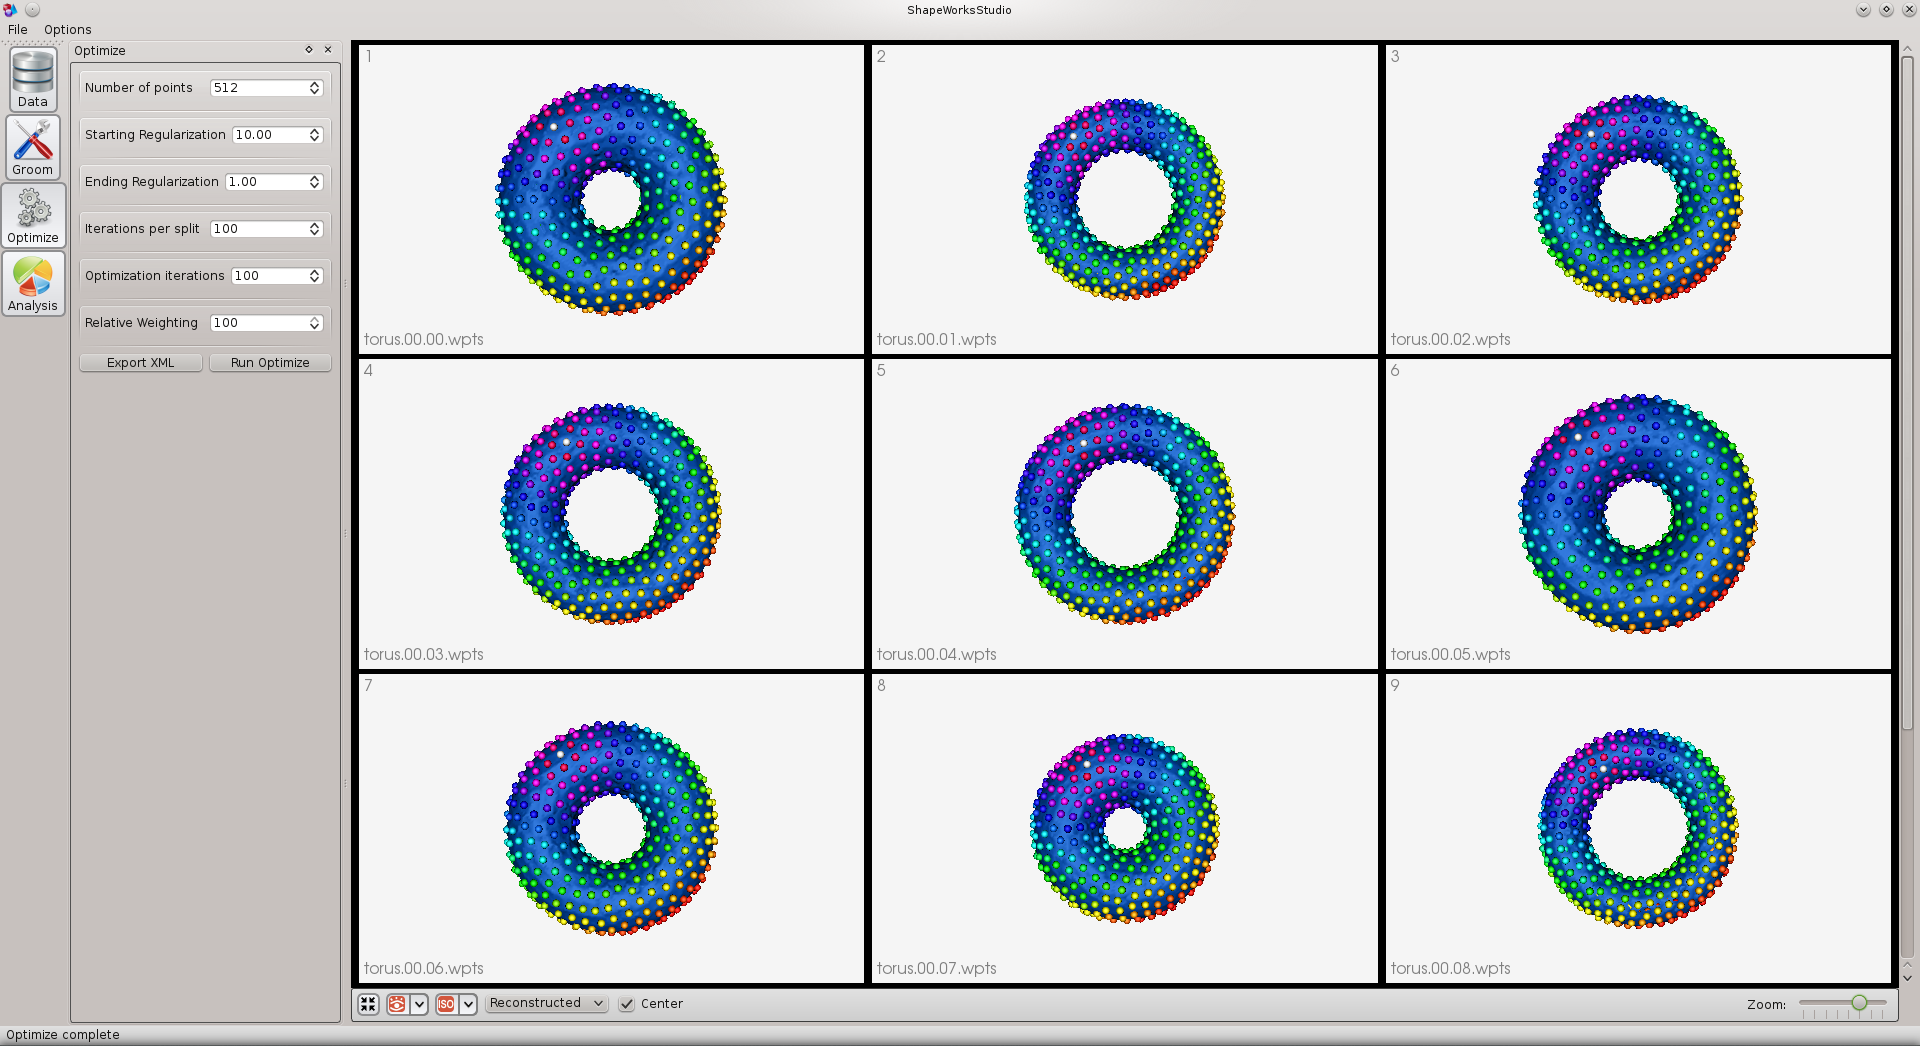 ShapeWorksStudio
File Options
Optimize
Data
Groom
Optimize
Analysis
Number of points 512
Starting Regularization 10.00
Ending Regularization 1.00
Iterations per split 100
Optimization iterations 100
Relative Weighting 100
Export XML Run Optimize
1
torus.00.00.wpts
2
torus.00.01.wpts
3
torus.00.02.wpts
4
torus.00.03.wpts
5
torus.00.04.wpts
6
torus.00.05.wpts
7
torus.00.06.wpts
8
torus.00.07.wpts
9
torus.00.08.wpts
ISO Reconstructed Center Zoom:
Optimize complete